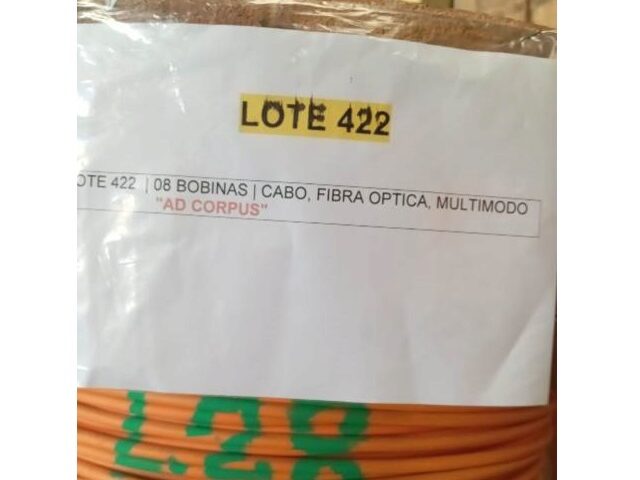 LOTE 422
OTE 422 | 08 BOBINAS | CABO, FIBRA OPTICA, MULTIMODO
"AD CORPUS"